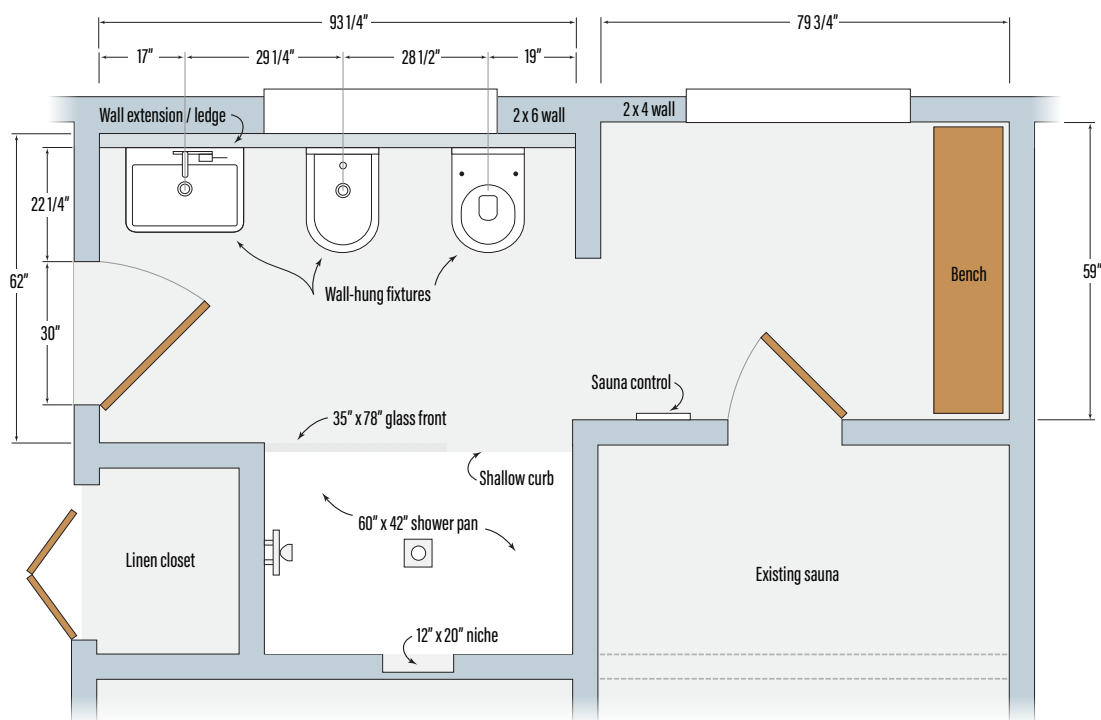 93 1/4"
79 3/4"
17"
29 1/4"
28 1/2"
19"
Wall extension / ledge
2 x 6 wall
2 x 4 wall
22 1/4"
62"
30"
59"
Wall-hung fixtures
Bench
Sauna control
35" x 78" glass front
Shallow curb
60" x 42" shower pan
Linen closet
Existing sauna
12" x 20" niche